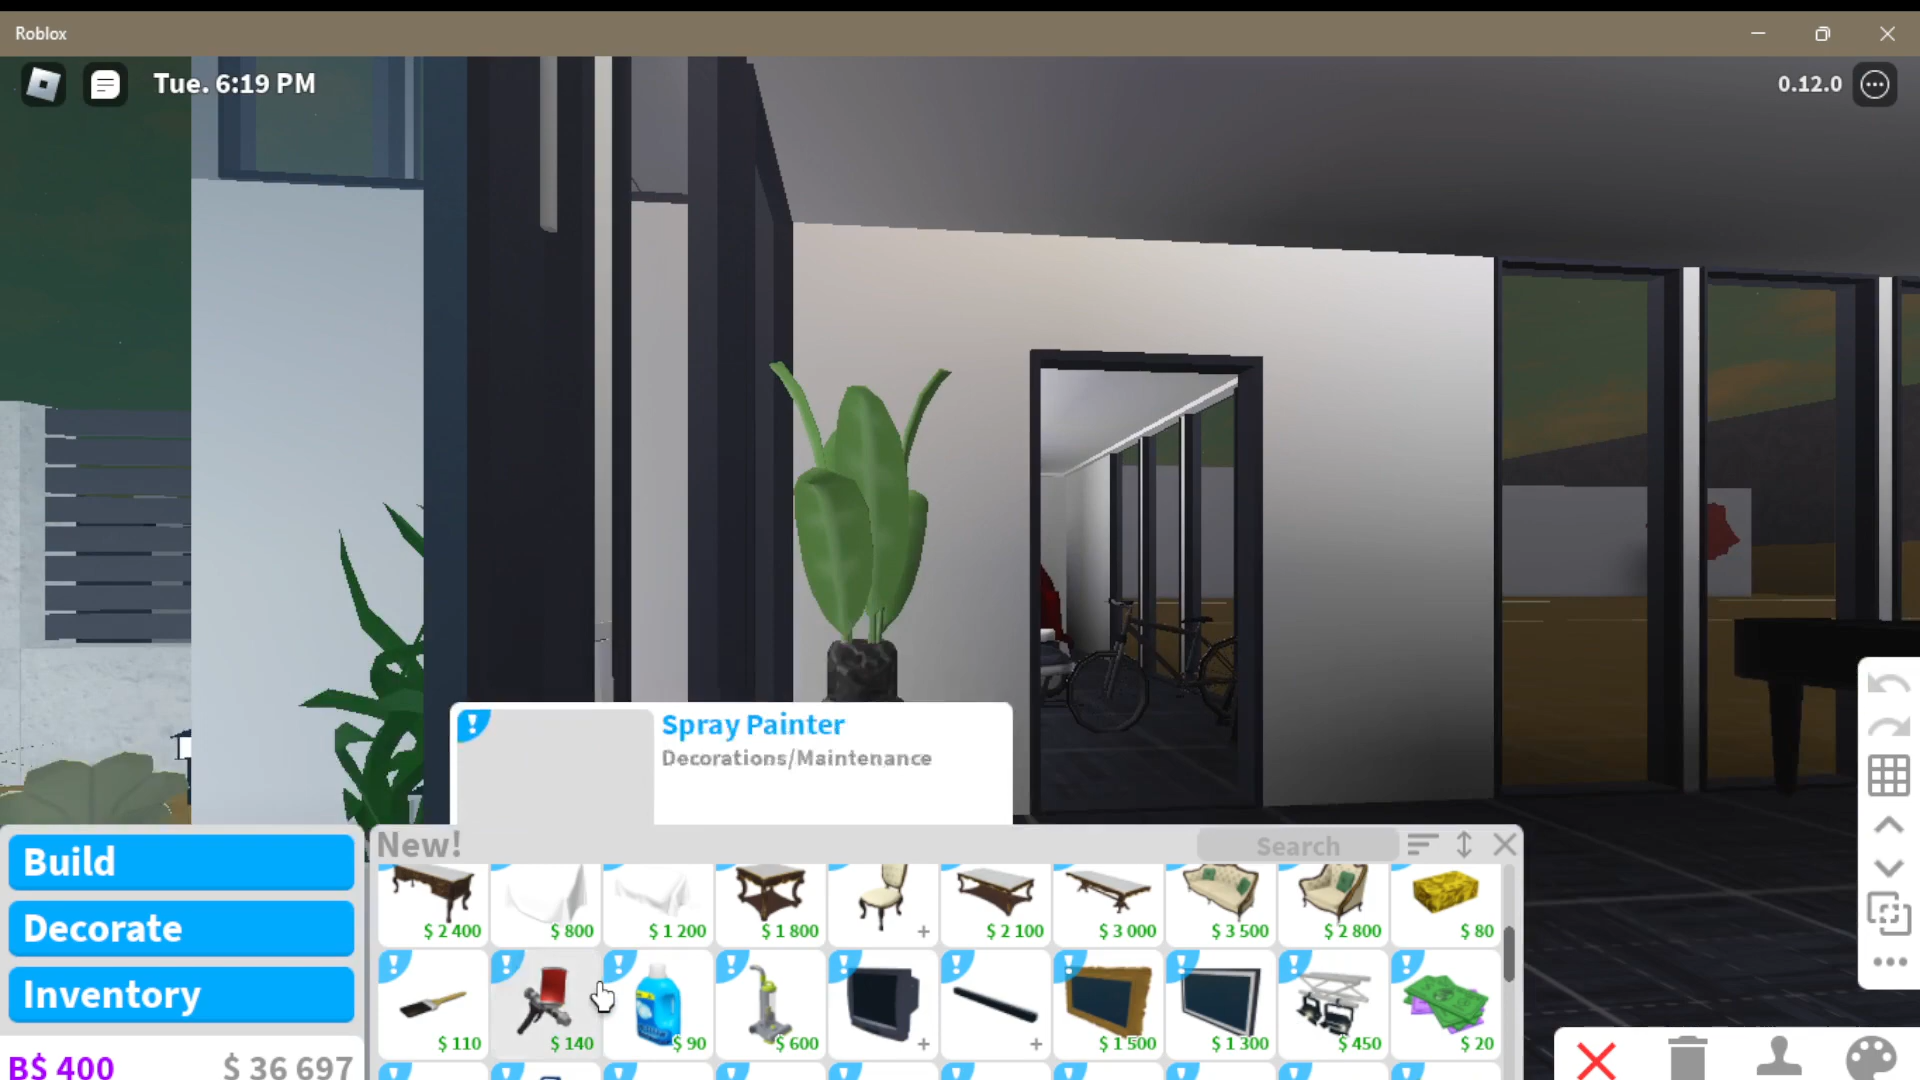 Roblox
Tue. 6:19 PM
0.12.0
Spray Painter
Decorations/Maintenance
New!
Search
Build
Decorate
Inventory
B$ 400 $ 36 697
$ 2 400 $ 800 $ 1 200 $ 1 800 + $ 2 100 $ 3 000 $ 3 500 $ 2 800 $ 80
$ 110 $ 140 $ 90 $ 600 + + $ 1 500 $ 1 300 $ 450 $ 20